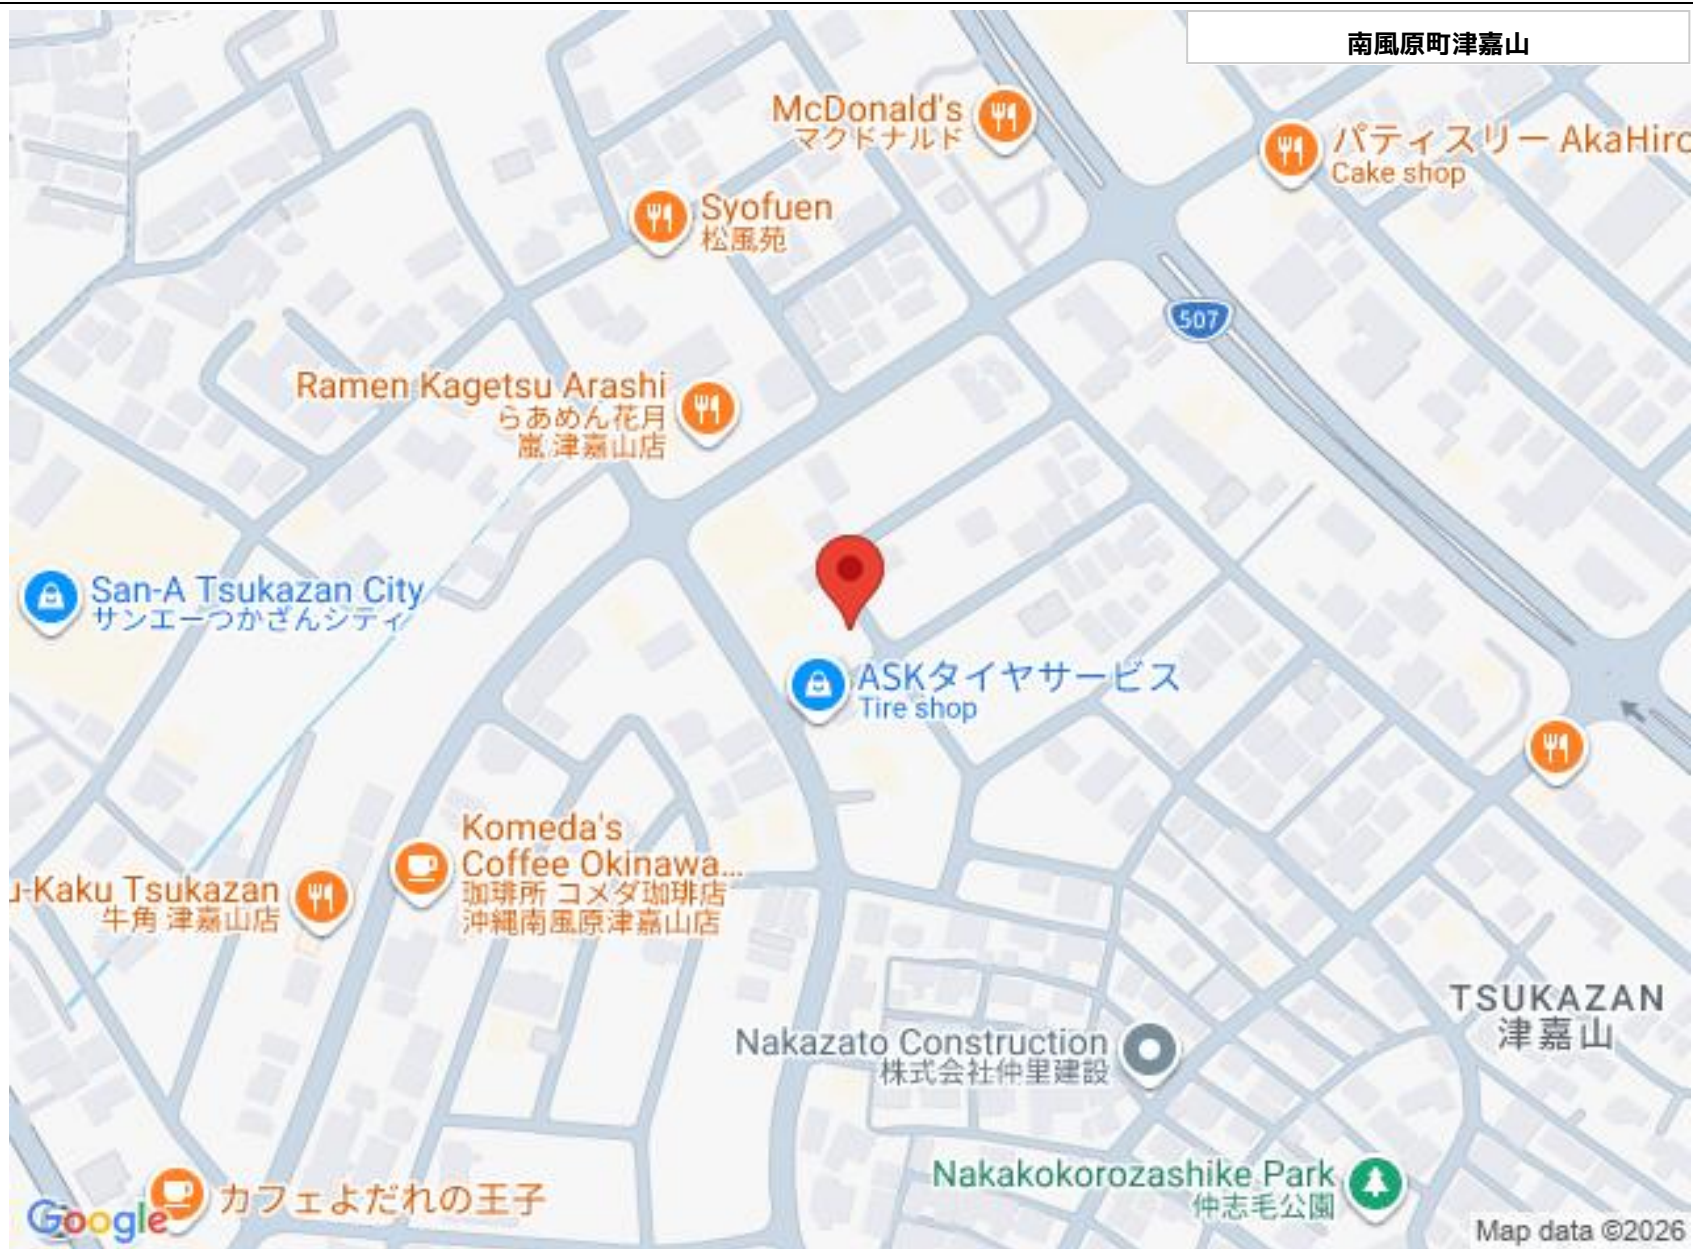 南風原町津嘉山
McDonald's
マクドナルド
パティスリー AkaHiro
Cake shop
Syofuen
松風苑
507
Ramen Kagetsu Arashi
らあめん花月
嵐 津嘉山店
San-A Tsukazan City
サンエーつかざんシティ
ASKタイヤサービス
Tire shop
Komeda's
Coffee Okinawa...
珈琲所 コメダ珈琲店
沖縄南風原津嘉山店
u-Kaku Tsukazan
牛角 津嘉山店
TSUKAZAN
津嘉山
Nakazato Construction
株式会社仲里建設
Nakakokorozashike Park
仲志毛公園
カフェよだれの王子
Google
Map data ©2026